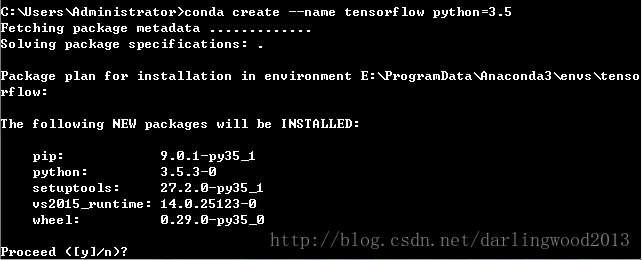 C:\Users\Administrator>conda create --name tensorflow python=3.5
Fetching package metadata .............
Solving package specifications: .
Package plan for installation in environment E:\ProgramData\Anaconda3\envs\tenso
rflow:
The following NEW packages will be INSTALLED:
pip: 9.0.1-py35_1
python: 3.5.3-0
setuptools: 27.2.0-py35_1
vs2015_runtime: 14.0.25123-0
wheel: 0.29.0-py35_0
Proceed ([y]/n)?
http://blog.csdn.net/darlingwood2013